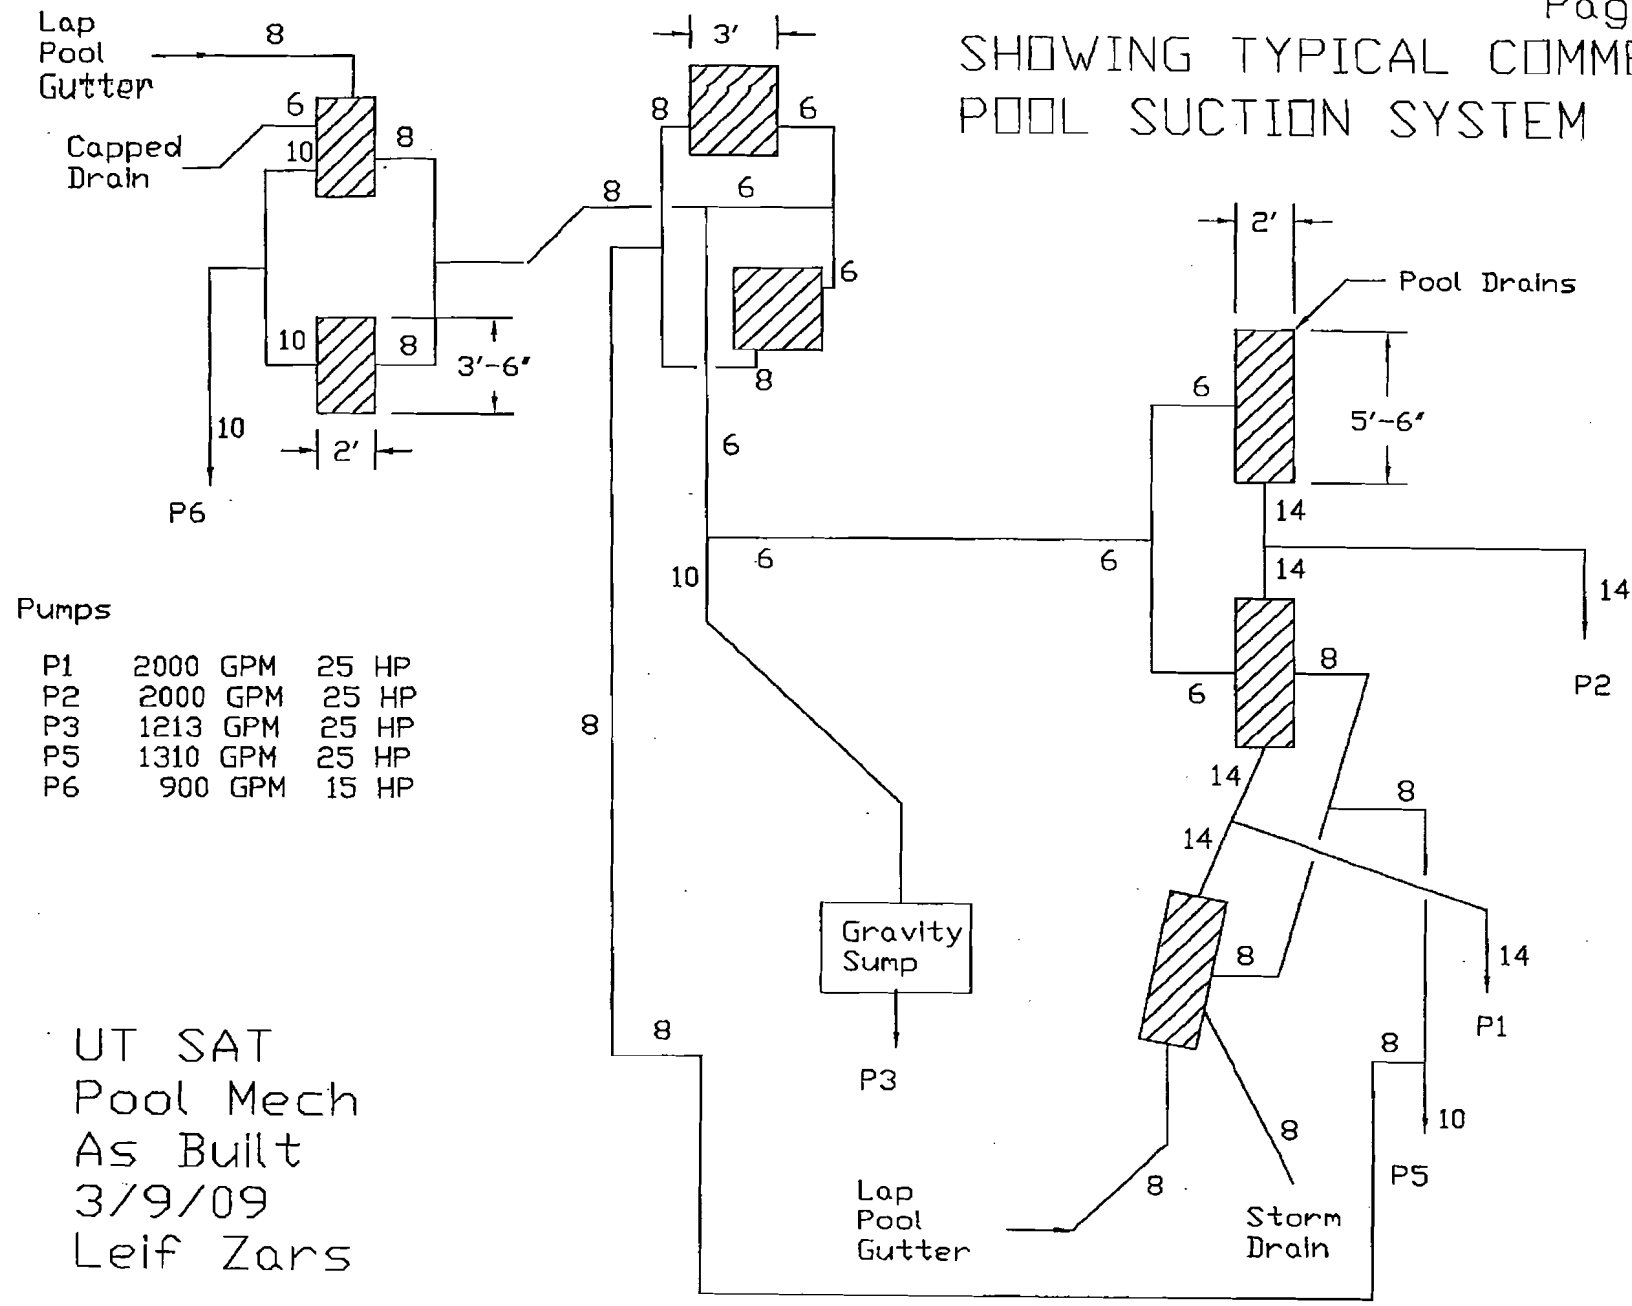 Pag
SHOWING TYPICAL COMME
POOL SUCTION SYSTEM
Lap
Pool
Gutter
8
6
Capped
Drain
10
8
10
8
3'-6"
2'
10
P6
8
3'
8
6
6
6
8
6
2'
Pool Drains
6
5'-6"
14
14
14
P2
6
6
10
6
8
8
14
14
8
Pumps
P1 2000 GPM 25 HP
P2 2000 GPM 25 HP
P3 1213 GPM 25 HP
P5 1310 GPM 25 HP
P6 900 GPM 15 HP
Gravity
Sump
P3
8
14
P1
8
8
10
P5
8
8
Lap
Pool
Gutter
Storm
Drain
UT SAT
Pool Mech
As Built
3/9/09
Leif Zars